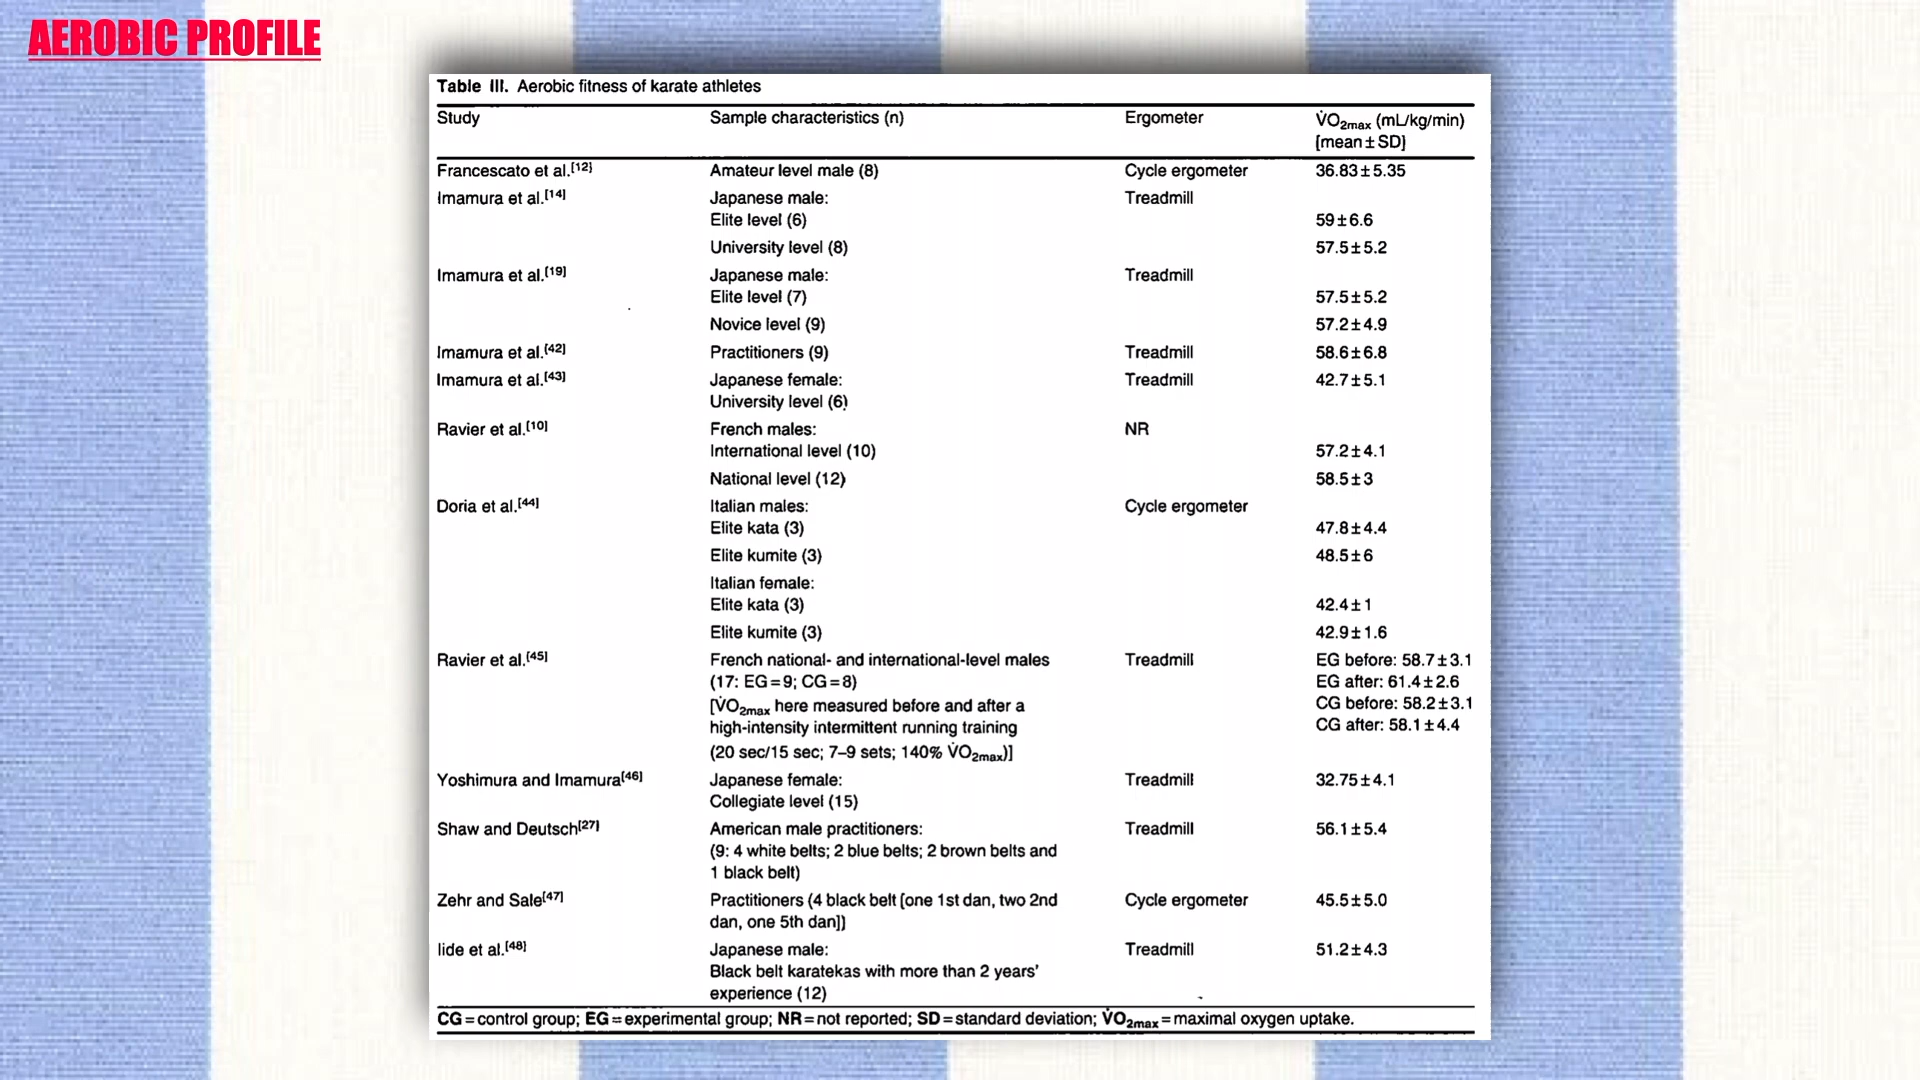 AEROBIC PROFILE
Table III. Aerobic fitness of karate athletes
Study Sample characteristics (n) Ergometer V̇O2max (mL/kg/min)
[mean ± SD]
Francescato et al.[12] Amateur level male (8) Cycle ergometer 36.83 ± 5.35
Imamura et al.[14] Japanese male: Treadmill
Elite level (6) 59 ± 6.6
University level (8) 57.5 ± 5.2
Imamura et al.[19] Japanese male: Treadmill
Elite level (7) 57.5 ± 5.2
Novice level (9) 57.2 ± 4.9
Imamura et al.[42] Practitioners (9) Treadmill 58.6 ± 6.8
Imamura et al.[43] Japanese female: Treadmill 42.7 ± 5.1
University level (6)
Ravier et al.[10] French males: NR
International level (10) 57.2 ± 4.1
National level (12) 58.5 ± 3
Doria et al.[44] Italian males: Cycle ergometer
Elite kata (3) 47.8 ± 4.4
Elite kumite (3) 48.5 ± 6
Italian female:
Elite kata (3) 42.4 ± 1
Elite kumite (3) 42.9 ± 1.6
Ravier et al.[45] French national- and international-level males Treadmill EG before: 58.7 ± 3.1
(17: EG = 9; CG = 8) EG after: 61.4 ± 2.6
[V̇O2max here measured before and after a CG before: 58.2 ± 3.1
high-intensity intermittent running training CG after: 58.1 ± 4.4
(20 sec/15 sec; 7–9 sets; 140% V̇O2max)]
Yoshimura and Imamura[46] Japanese female: Treadmill 32.75 ± 4.1
Collegiate level (15)
Shaw and Deutsch[27] American male practitioners: Treadmill 56.1 ± 5.4
(9: 4 white belts; 2 blue belts; 2 brown belts and
1 black belt)
Zehr and Sale[47] Practitioners (4 black belt [one 1st dan, two 2nd Cycle ergometer 45.5 ± 5.0
dan, one 5th dan])
Iide et al.[48] Japanese male: Treadmill 51.2 ± 4.3
Black belt karatekas with more than 2 years'
experience (12)
CG = control group; EG = experimental group; NR = not reported; SD = standard deviation; V̇O2max = maximal oxygen uptake.